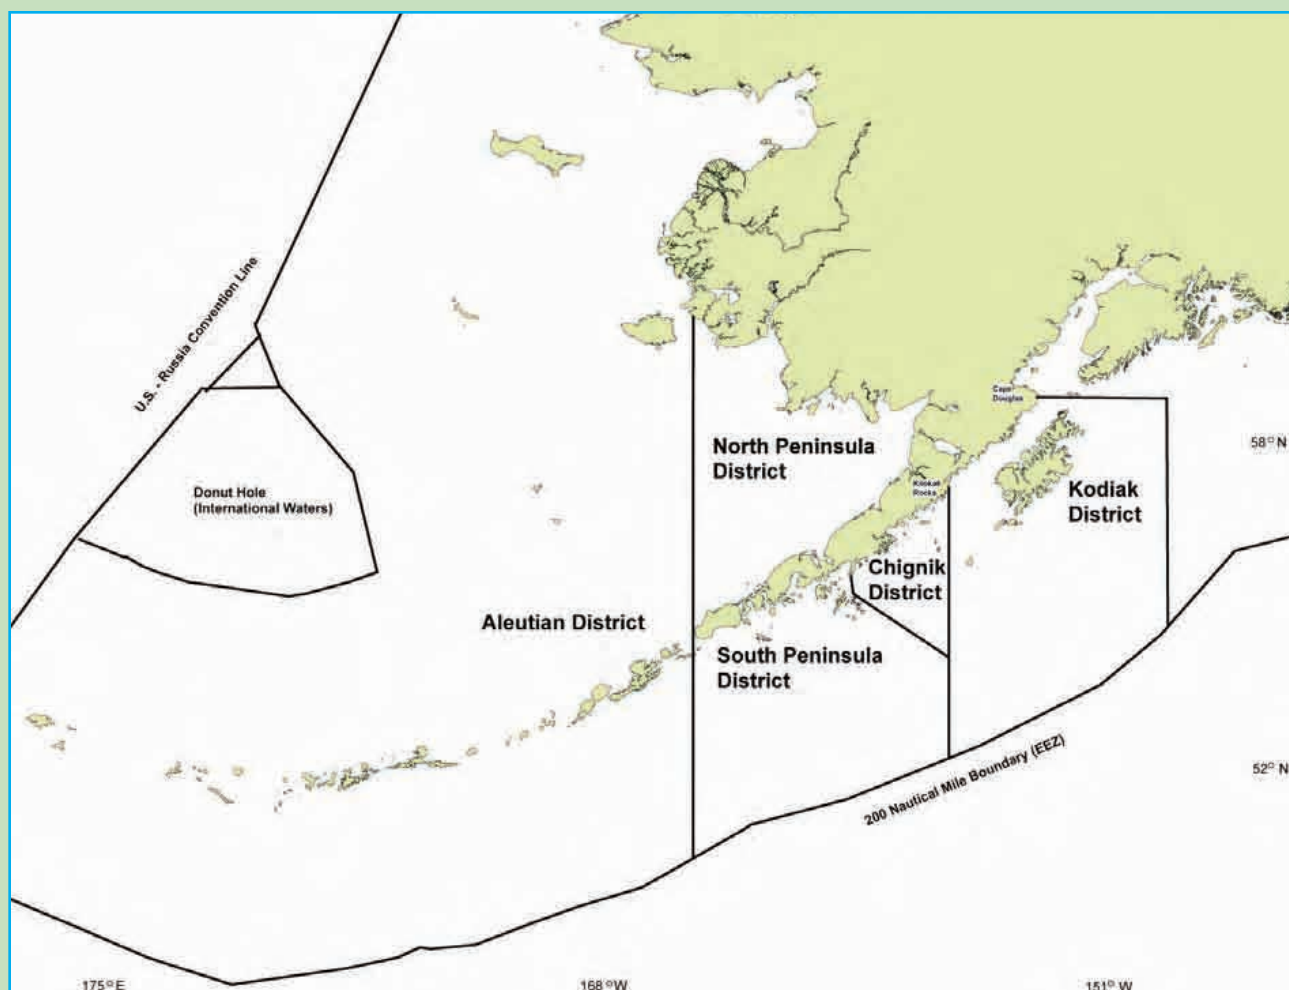 U.S. - Russia Convention Line
Cape
Douglas
58° N
North Peninsula
District
Donut Hole
(International Waters)
Rocks
Kodiak
District
Chignik
District
Aleutian District
South Peninsula
District
200 Nautical Mile Boundary (EEZ)
52° N
175° E
168° W
151° W